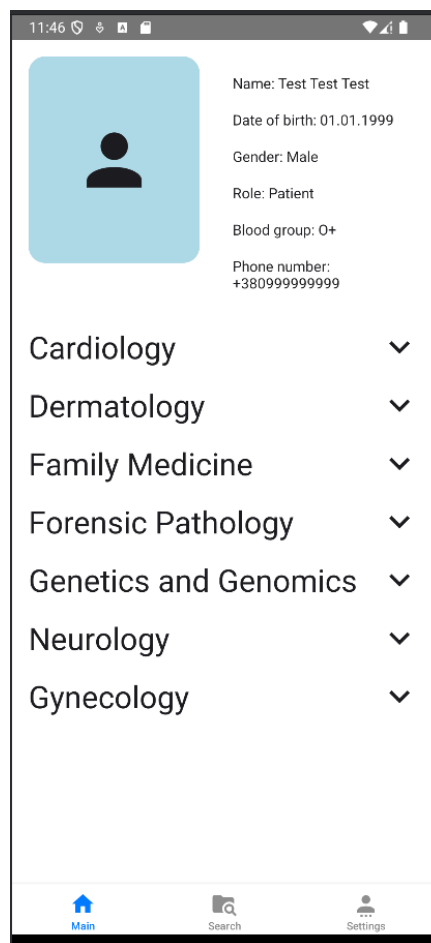 11:46
Name: Test Test Test
Date of birth: 01.01.1999
Gender: Male
Role: Patient
Blood group: O+
Phone number:
+380999999999
Cardiology
Dermatology
Family Medicine
Forensic Pathology
Genetics and Genomics
Neurology
Gynecology
Main
Search
Settings